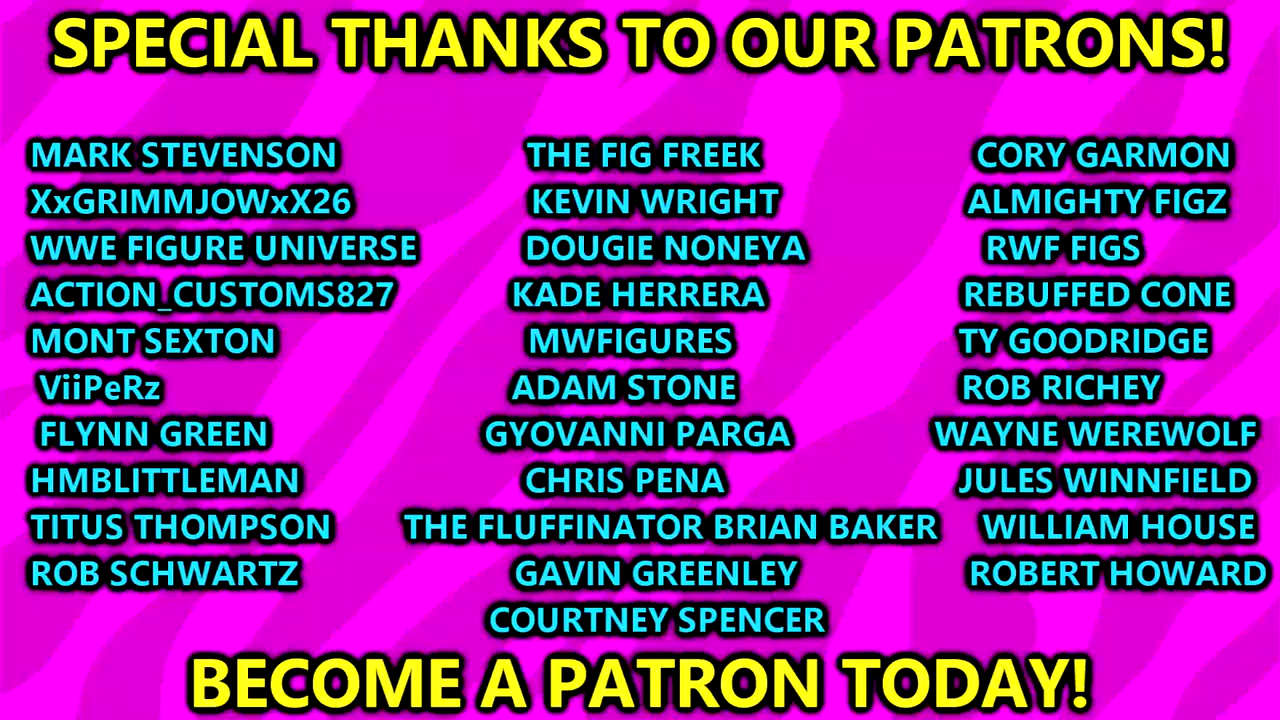 SPECIAL THANKS TO OUR PATRONS!
MARK STEVENSON THE FIG FREEK CORY GARMON
XxGRIMMJOWxX26 KEVIN WRIGHT ALMIGHTY FIGZ
WWE FIGURE UNIVERSE DOUGIE NONEYA RWF FIGS
ACTION_CUSTOMS827 KADE HERRERA REBUFFED CONE
MONT SEXTON MWFIGURES TY GOODRIDGE
ViiPeRz ADAM STONE ROB RICHEY
FLYNN GREEN GYOVANNI PARGA WAYNE WEREWOLF
HMBLITTLEMAN CHRIS PENA JULES WINNFIELD
TITUS THOMPSON THE FLUFFINATOR BRIAN BAKER WILLIAM HOUSE
ROB SCHWARTZ GAVIN GREENLEY ROBERT HOWARD
COURTNEY SPENCER
BECOME A PATRON TODAY!